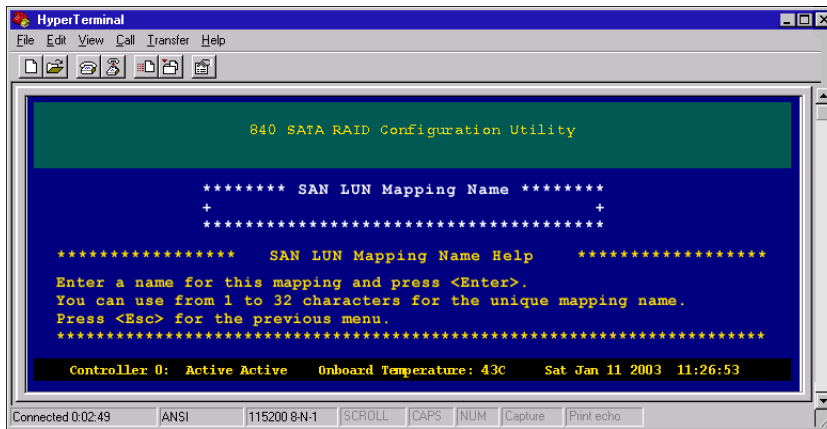 HyperTerminal
File Edit View Call Transfer Help
840 SATA RAID Configuration Utility
******** SAN LUN Mapping Name ********
+ +
**************************************
***************** SAN LUN Mapping Name Help ******************
Enter a name for this mapping and press <Enter>.
You can use from 1 to 32 characters for the unique mapping name.
Press <Esc> for the previous menu.
********************************************************************
Controller 0: Active Active Onboard Temperature: 43C Sat Jan 11 2003 11:26:53
Connected 0:02:49 ANSI 115200 8-N-1 SCROLL CAPS NUM Capture Print echo